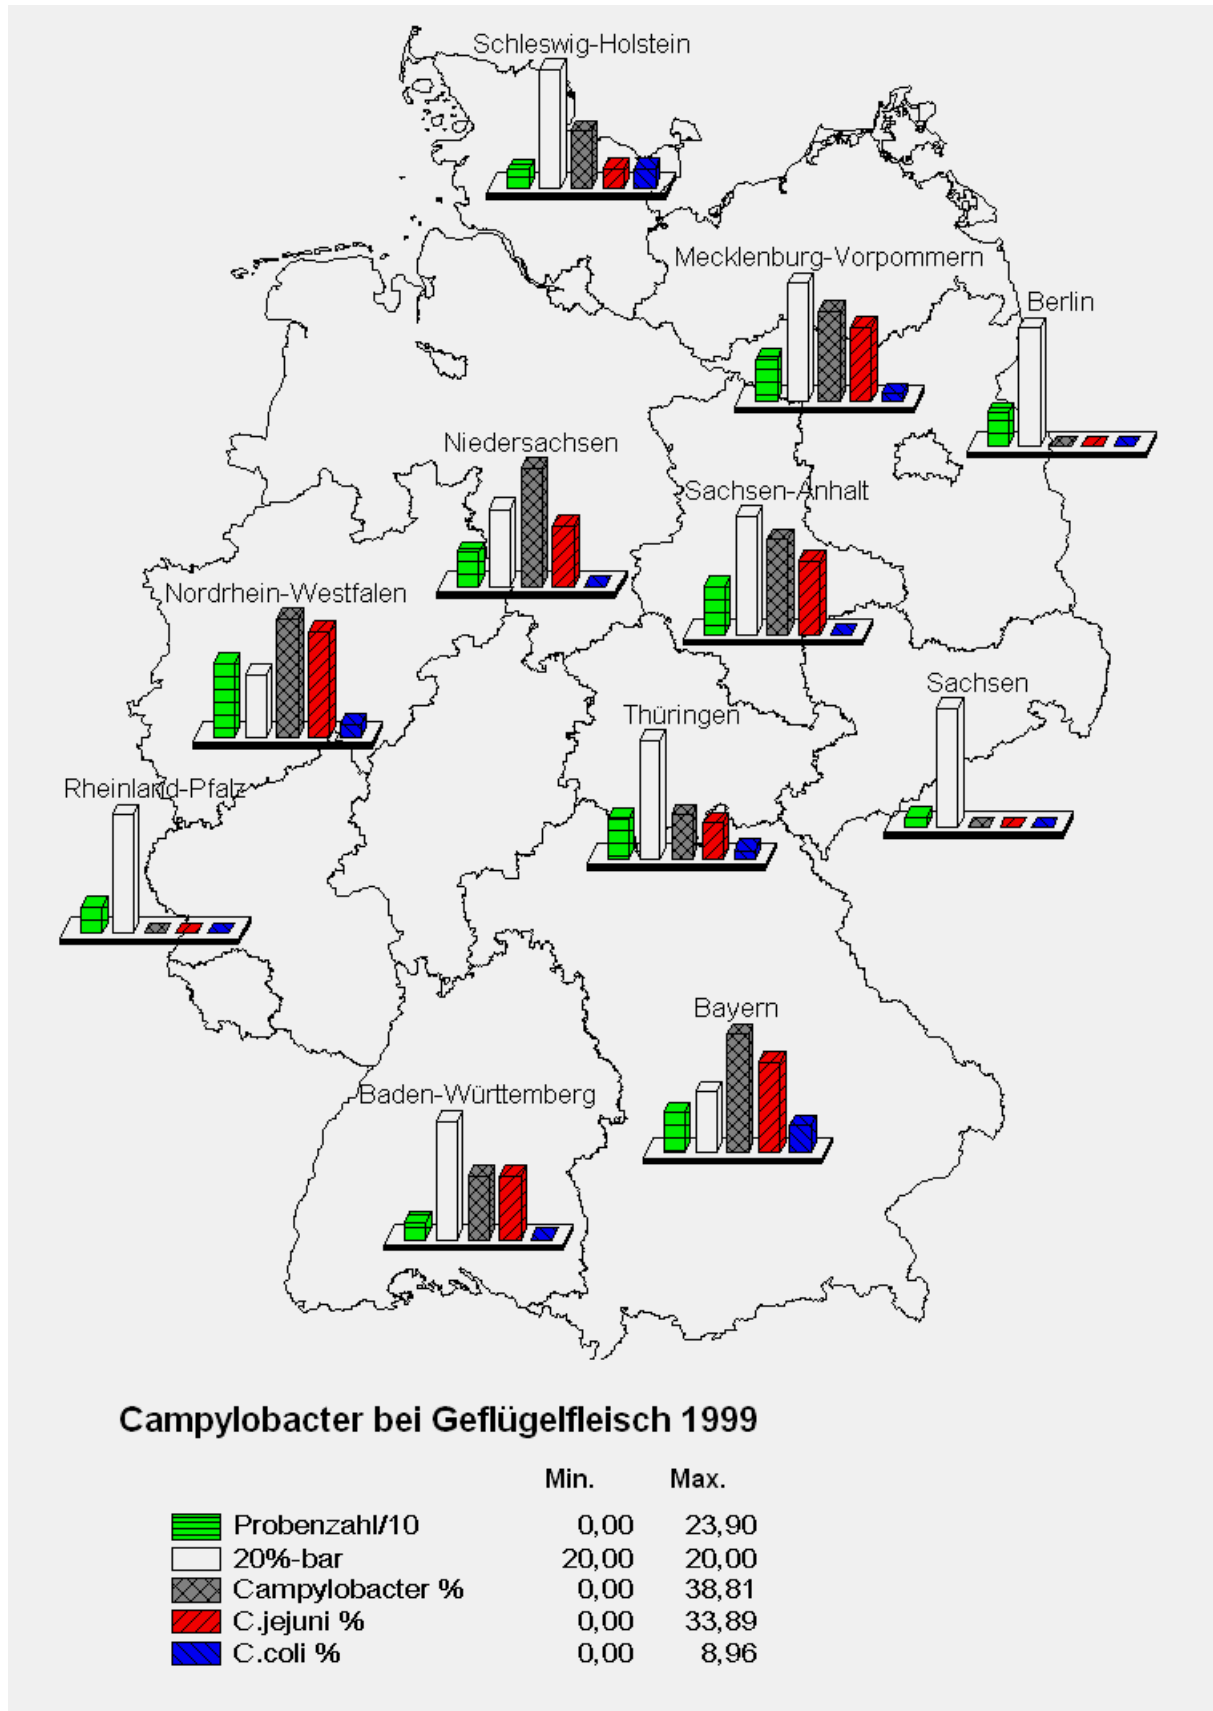 Schleswig-Holstein
Mecklenburg-Vorpommern
Berlin
Niedersachsen
Sachsen-Anhalt
Nordrhein-Westfalen
Sachsen
Thüringen
Rheinland-Pfalz
Bayern
Baden-Württemberg
Campylobacter bei Geflügelfleisch 1999
Min. Max.
Probenzahl/10 0,00 23,90
20%-bar 20,00 20,00
Campylobacter % 0,00 38,81
C.jejuni % 0,00 33,89
C.coli % 0,00 8,96